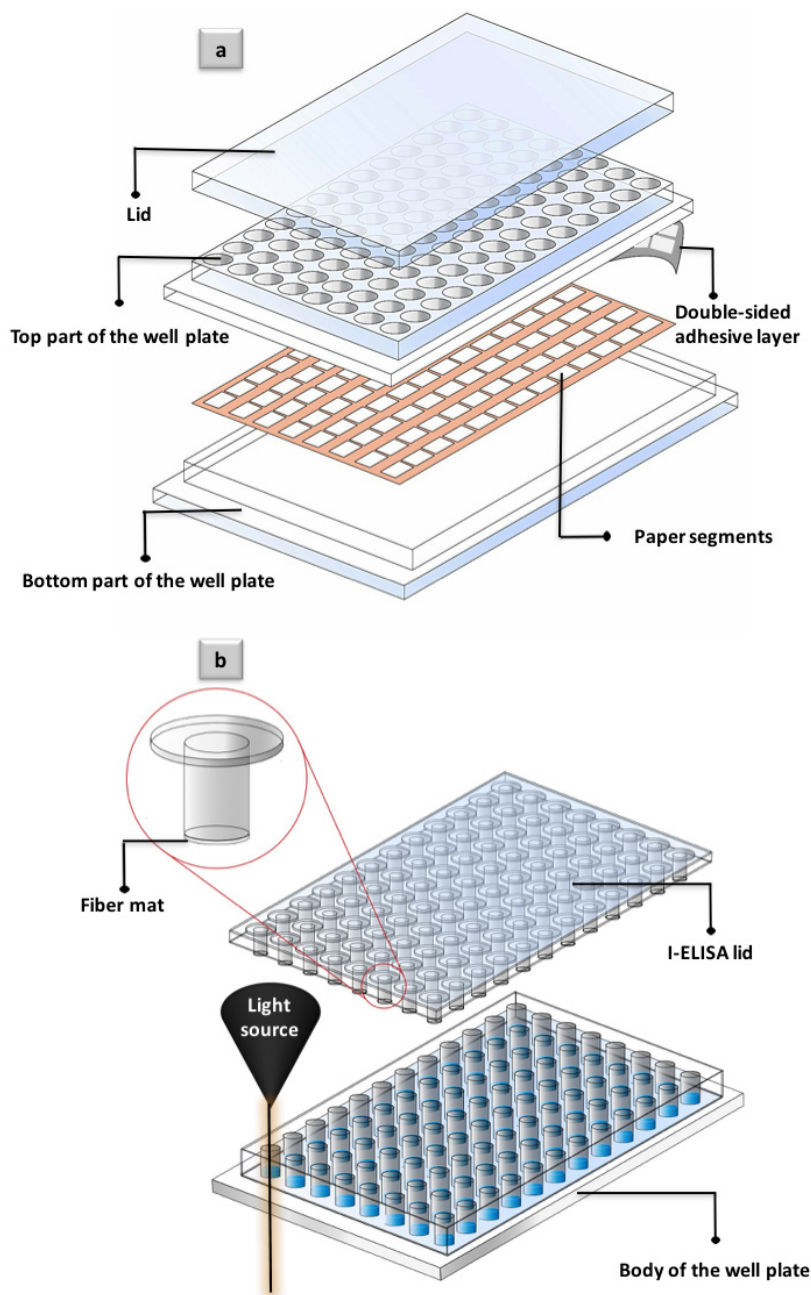 a
Lid
Top part of the well plate
Double-sided
adhesive layer
Paper segments
Bottom part of the well plate
b
Fiber mat
I-ELISA lid
Light
source
Body of the well plate